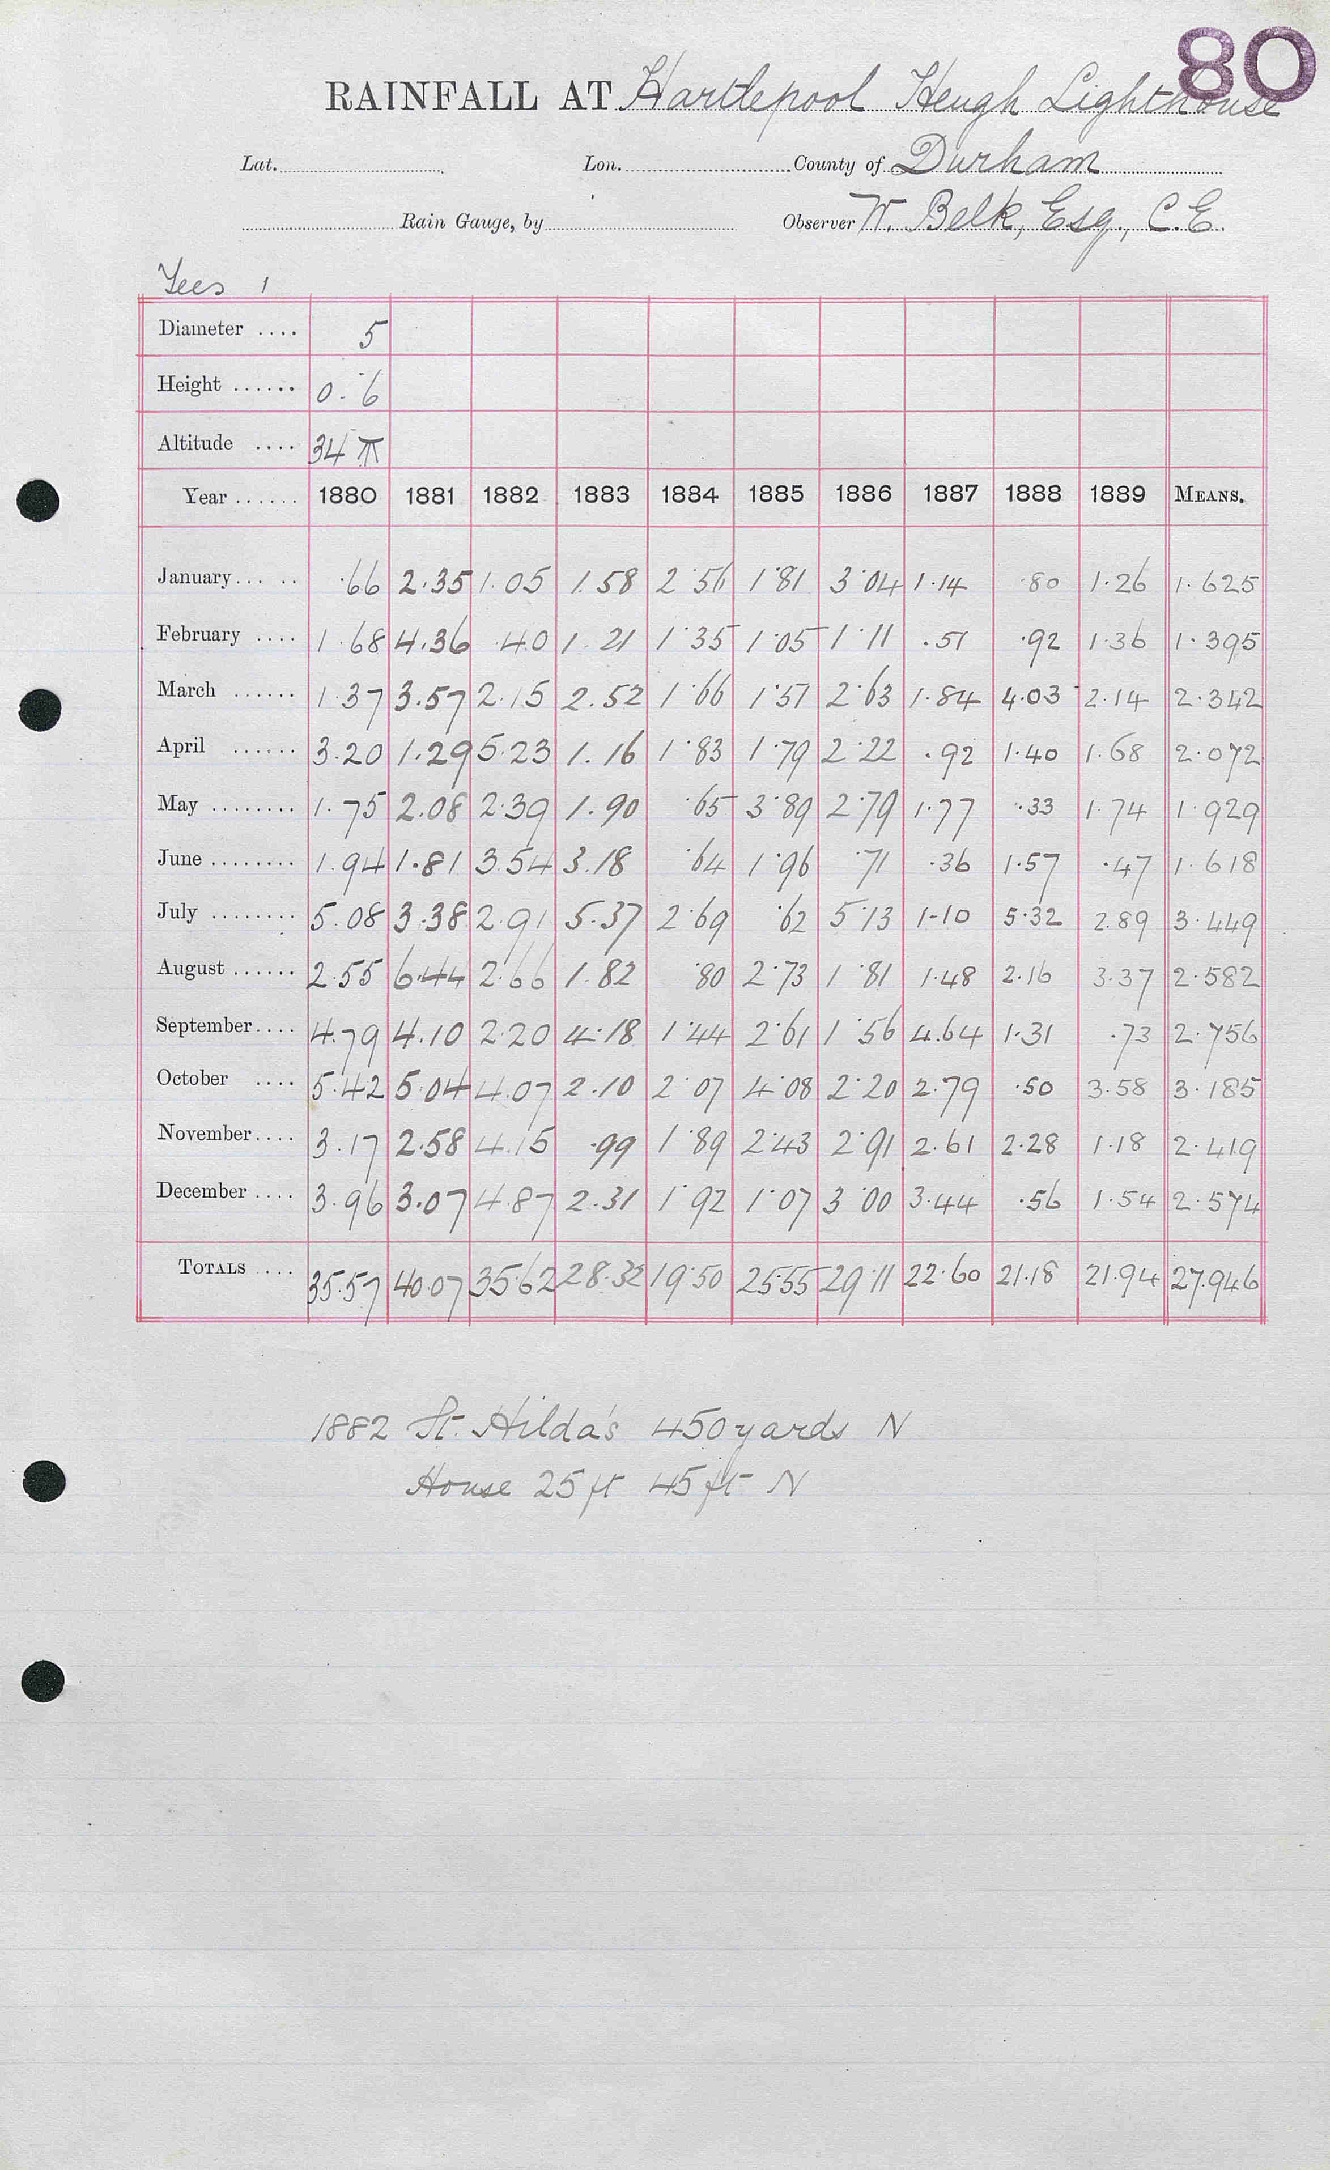 80
RAINFALL AT Hartlepool Heugh Lighthouse
Lat. Lon. County of Durham
Rain Gauge, by Observer W. Belk, Esq., C.E.
Tees 1
Diameter .... 5
Height ...... 0.6
Altitude .... 34 T
Year ...... 1880 1881 1882 1883 1884 1885 1886 1887 1888 1889 MEANS.
January... .. .66 2.35 1.05 1.58 2.56 1.81 3.04 1.14 .80 1.26 1.625
February .... 1.68 4.36 .40 1.21 1.35 1.05 1.11 .51 .92 1.36 1.395
March ...... 1.37 3.57 2.15 2.52 1.66 1.51 2.63 1.84 4.03 2.14 2.342
April ...... 3.20 1.29 5.23 1.16 1.83 1.79 2.22 .92 1.40 1.68 2.072
May ........ 1.75 2.08 2.39 1.90 .65 3.89 2.79 1.77 .33 1.74 1.929
June ........ 1.94 1.81 3.54 3.18 .64 1.96 .71 .36 1.57 .47 1.618
July ........ 5.08 3.38 2.91 5.37 2.69 .62 5.13 1.10 5.32 2.89 3.449
August ...... 2.55 6.44 2.66 1.82 .80 2.73 1.81 1.48 2.16 3.37 2.582
September.... 4.79 4.10 2.20 4.18 1.44 2.61 1.56 4.64 1.31 .73 2.756
October .... 5.42 5.04 4.07 2.10 2.07 4.08 2.20 2.79 .50 3.58 3.185
November.... 3.17 2.58 4.15 .99 1.89 2.43 2.91 2.61 2.28 1.18 2.419
December .... 3.96 3.07 4.87 2.31 1.92 1.07 3.00 3.44 .56 1.54 2.574
TOTALS .... 35.57 40.07 35.62 28.32 19.50 25.55 29.11 22.60 21.18 21.94 27.946
1882 St. Hilda's 450 yards N
House 25 ft 45 ft N